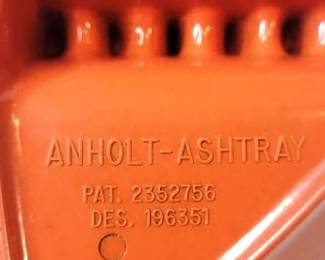 ANHOLT-ASHTRAY
PAT. 2352756
DES. 196351